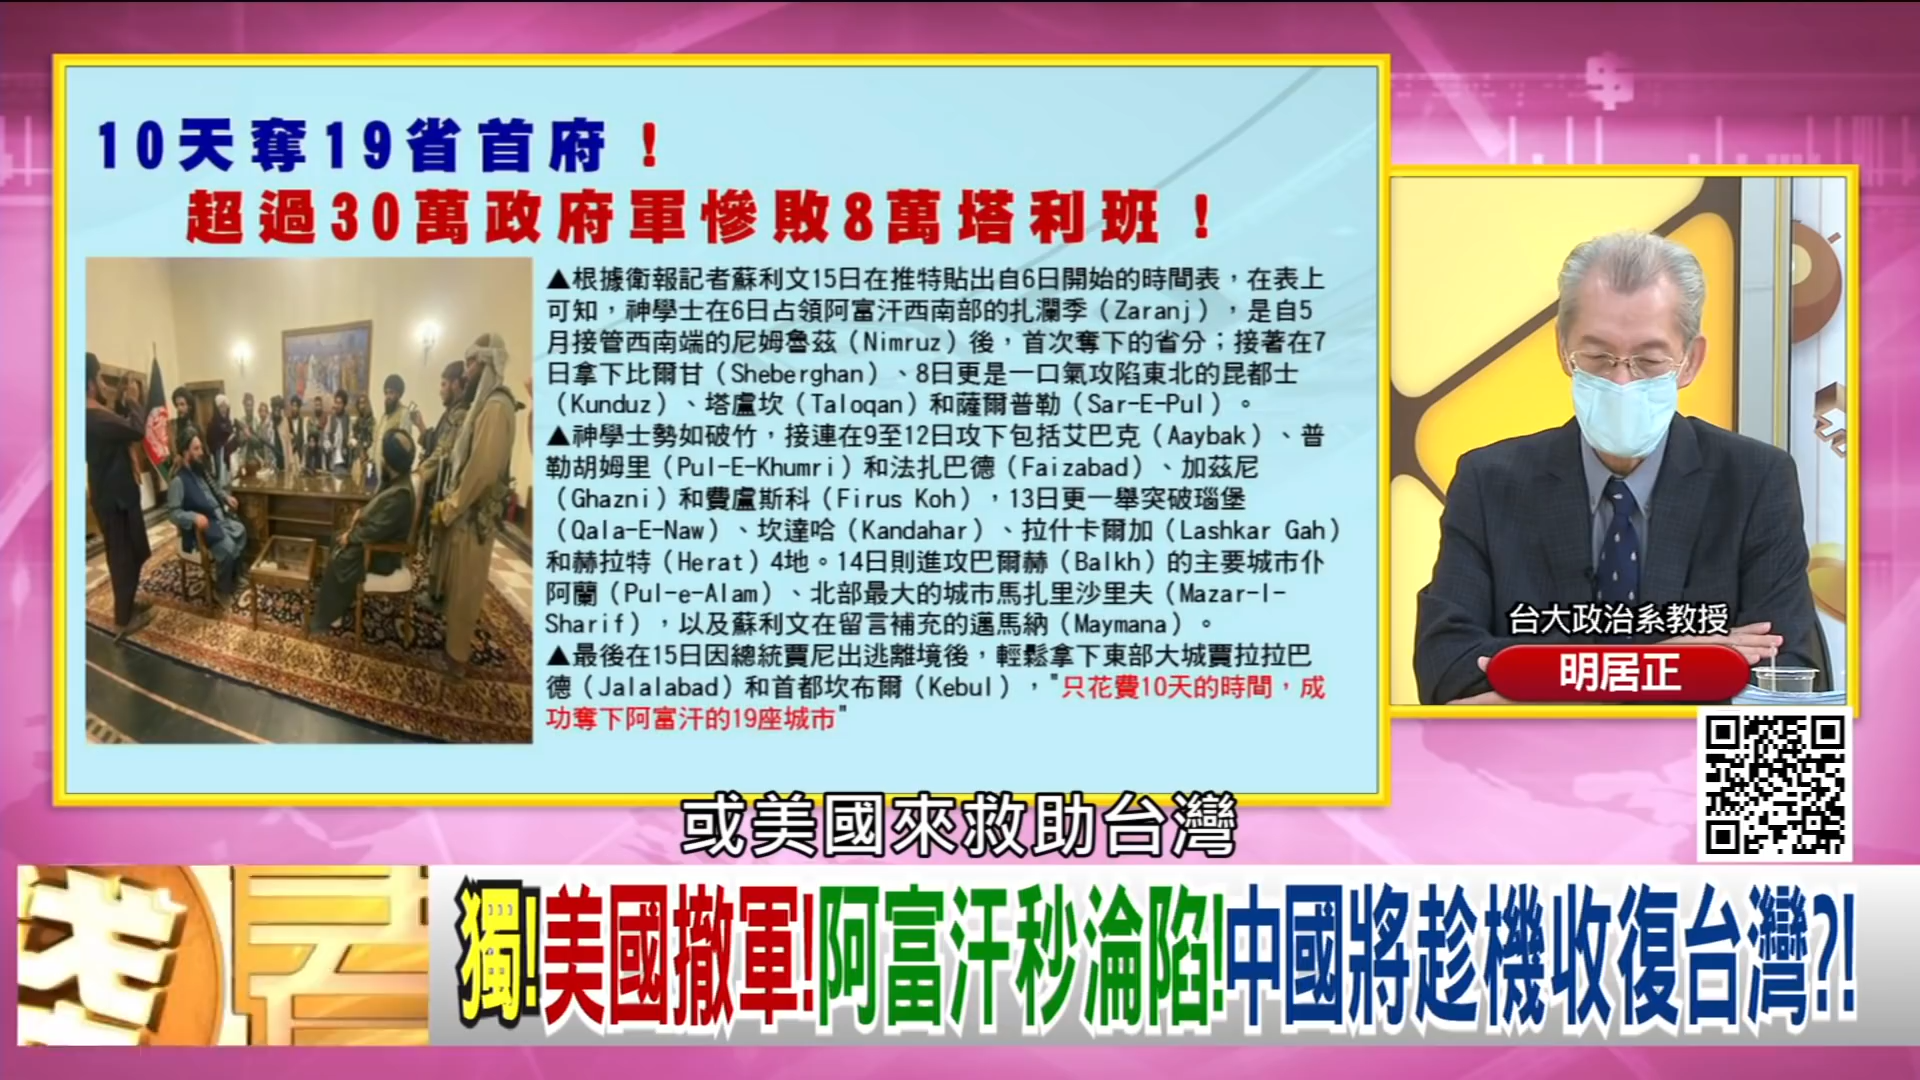 10天奪19省首府！
超過30萬政府軍慘敗8萬塔利班！
▲根據衛報記者蘇利文15日在推特貼出自6日開始的時間表，在表上
可知，神學士在6日占領阿富汗西南部的扎瀾季（Zaranj），是自5
月接管西南端的尼姆魯茲（Nimruz）後，首次奪下的省分；接著在7
日拿下比爾甘（Sheberghan）、8日更是一口氣攻陷東北的昆都士
（Kunduz）、塔盧坎（Taloqan）和薩爾普勒（Sar-E-Pul）。
▲神學士勢如破竹，接連在9至12日攻下包括艾巴克（Aaybak）、普
勒胡姆里（Pul-E-Khumri）和法扎巴德（Faizabad）、加茲尼
（Ghazni）和費盧斯科（Firus Koh），13日更一舉突破瑙堡
（Qala-E-Naw）、坎達哈（Kandahar）、拉什卡爾加（Lashkar Gah）
和赫拉特（Herat）4地。14日則進攻巴爾赫（Balkh）的主要城市仆
阿蘭（Pul-e-Alam）、北部最大的城市馬扎里沙里夫（Mazar-I-
Sharif），以及蘇利文在留言補充的邁馬納（Maymana）。
▲最後在15日因總統賈尼出逃離境後，輕鬆拿下東部大城賈拉拉巴
德（Jalalabad）和首都坎布爾（Kebul），"只花費10天的時間，成
功奪下阿富汗的19座城市"
台大政治系教授
明居正
或美國來救助台灣
獨!美國撤軍!阿富汗秒淪陷!中國將趁機收復台灣?!